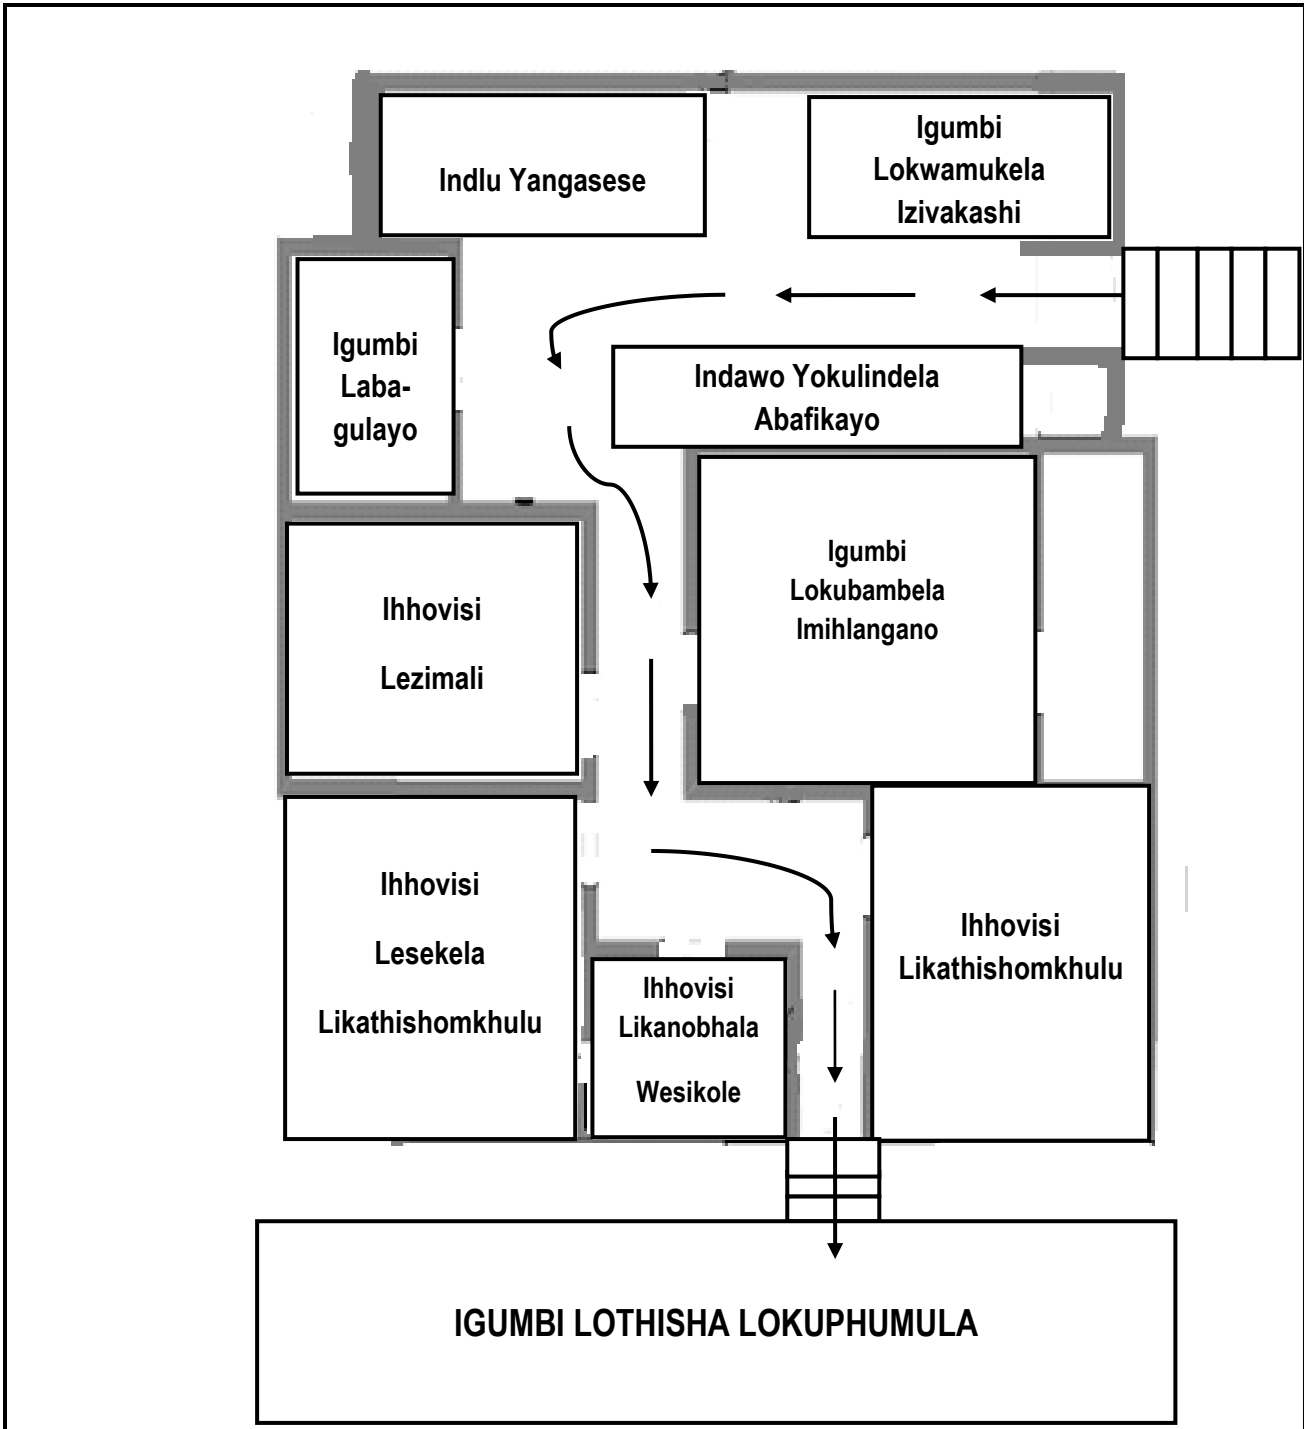 Indlu Yangasese
Igumbi
Lokwamukela
Izivakashi
Igumbi
Laba-
gulayo
Indawo Yokulindela
Abafikayo
Igumbi
Lokubambela
Imihlangano
Ihhovisi
Lezimali
Ihhovisi
Lesekela
Likathishomkhulu
Ihhovisi
Likanobhala
Wesikole
Ihhovisi
Likathishomkhulu
IGUMBI LOTHISHA LOKUPHUMULA